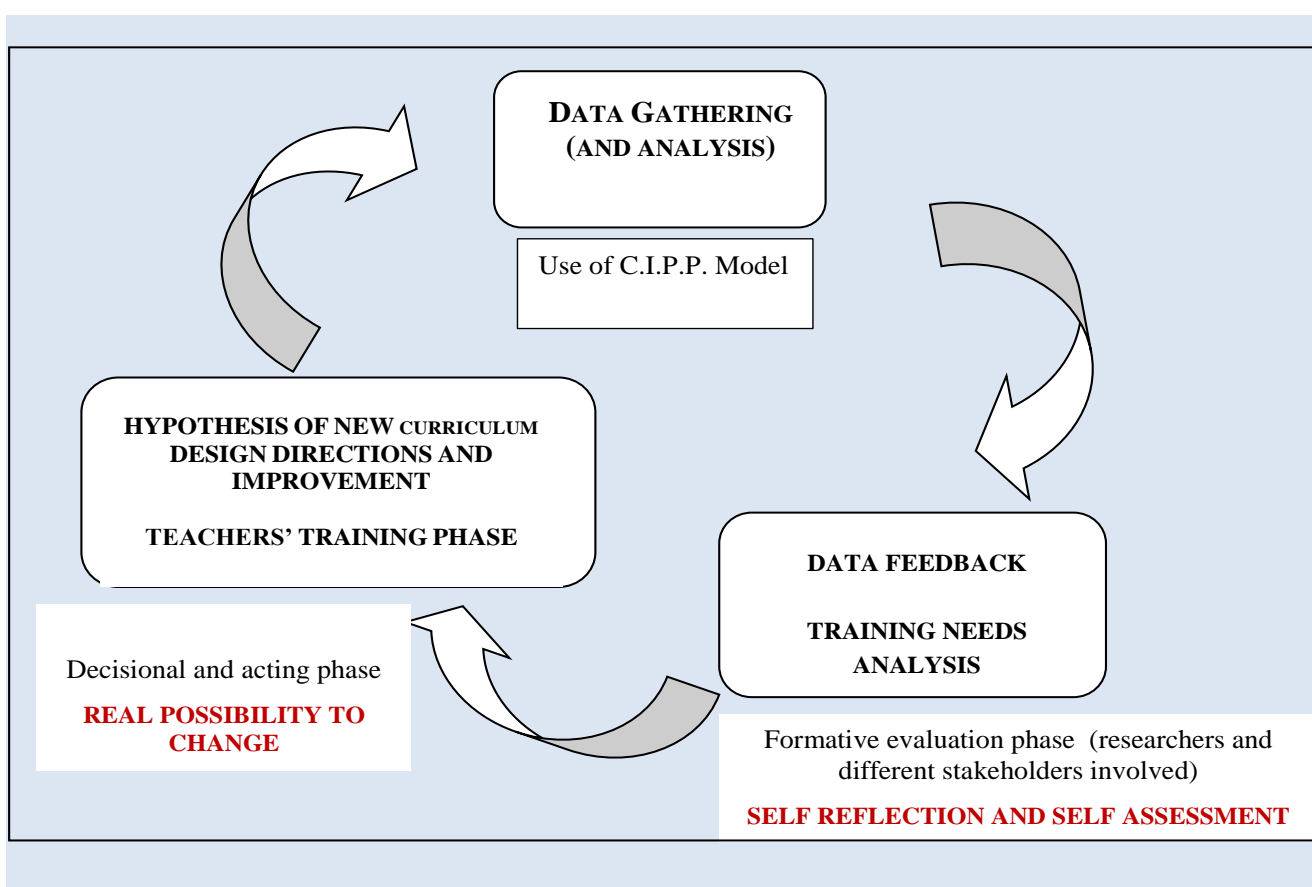 DATA GATHERING
(AND ANALYSIS)
Use of C.I.P.P. Model
HYPOTHESIS OF NEW CURRICULUM
DESIGN DIRECTIONS AND
IMPROVEMENT
TEACHERS’ TRAINING PHASE
DATA FEEDBACK
TRAINING NEEDS
ANALYSIS
Decisional and acting phase
REAL POSSIBILITY TO
CHANGE
Formative evaluation phase (researchers and
different stakeholders involved)
SELF REFLECTION AND SELF ASSESSMENT